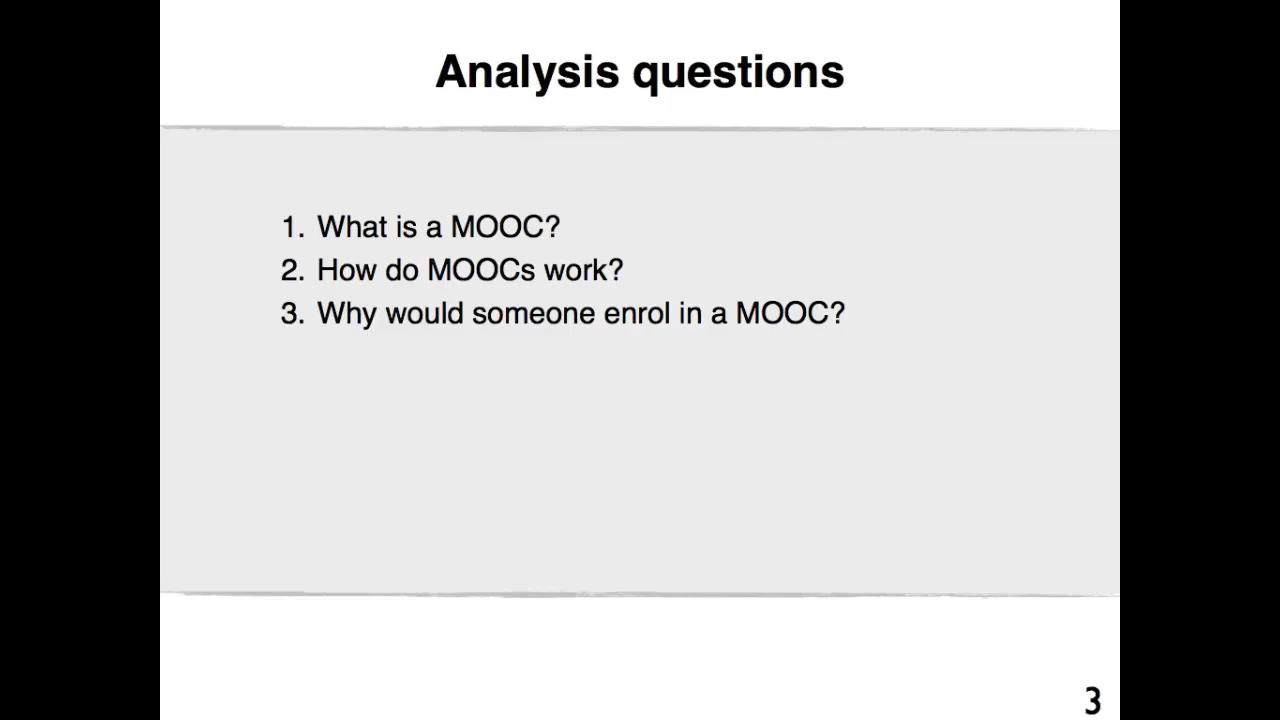 Analysis questions
1. What is a MOOC?
2. How do MOOCs work?
3. Why would someone enrol in a MOOC?
3